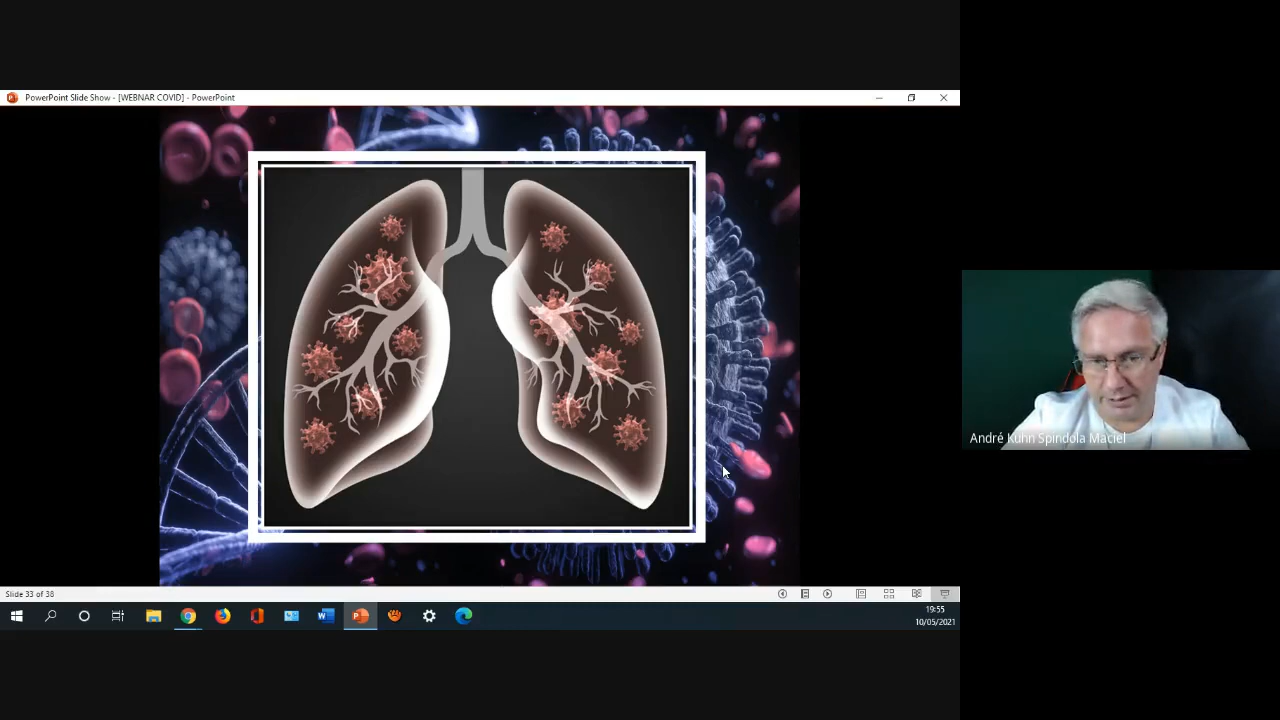 PowerPoint Slide Show - [WEBNAR COVID] - PowerPoint
André Kuhn Spindola Maciel
Slide 33 of 38
19:55
10/05/2021